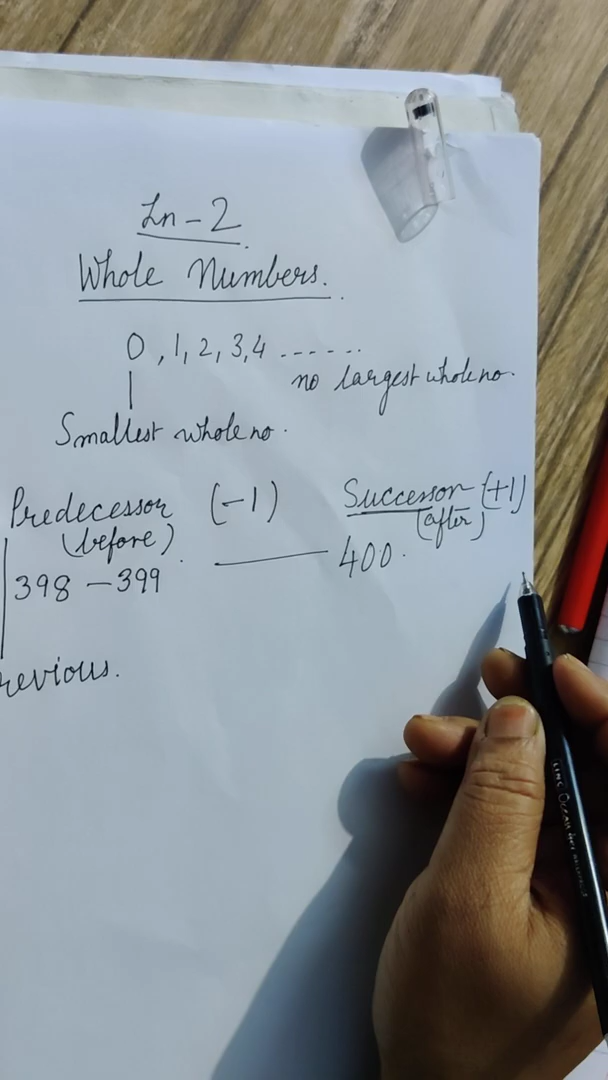 Ln - 2
Whole Numbers.
0, 1, 2, 3, 4 ------
no largest whole no.
Smallest whole no.
Predecessor (-1) Successor (+1)
(before) (after)
398 - 399 ——— 400.
revious.